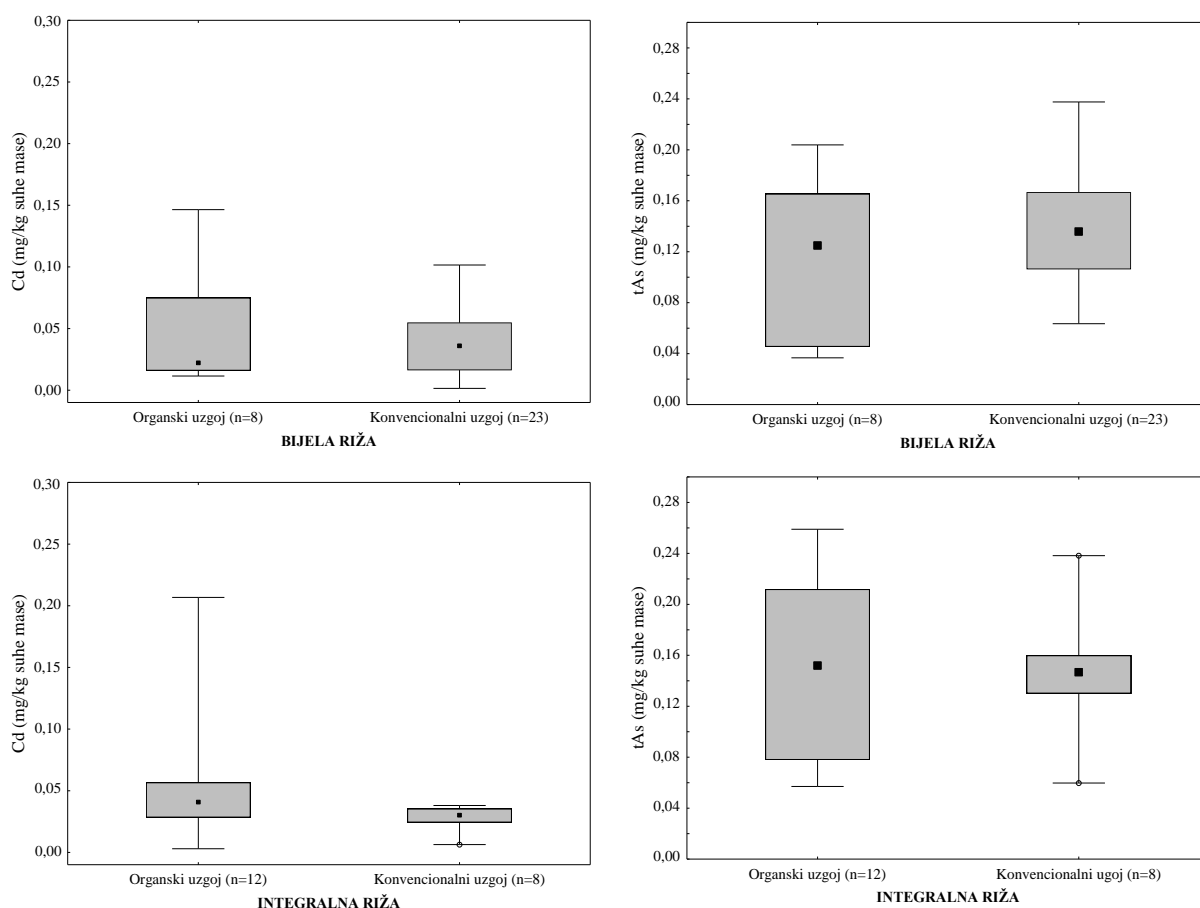 Cd (mg/kg suhe mase)
0,30
0,25
0,20
0,15
0,10
0,05
0,00
Organski uzgoj (n=8)
Konvencionalni uzgoj (n=23)
BIJELA RIŽA
tAs (mg/kg suhe mase)
0,28
0,24
0,20
0,16
0,12
0,08
0,04
0,00
Organski uzgoj (n=8)
Konvencionalni uzgoj (n=23)
BIJELA RIŽA
Cd (mg/kg suhe mase)
0,30
0,25
0,20
0,15
0,10
0,05
0,00
Organski uzgoj (n=12)
Konvencionalni uzgoj (n=8)
INTEGRALNA RIŽA
tAs (mg/kg suhe mase)
0,28
0,24
0,20
0,16
0,12
0,08
0,04
0,00
Organski uzgoj (n=12)
Konvencionalni ugoj (n=8)
INTEGRALNA RIŽA